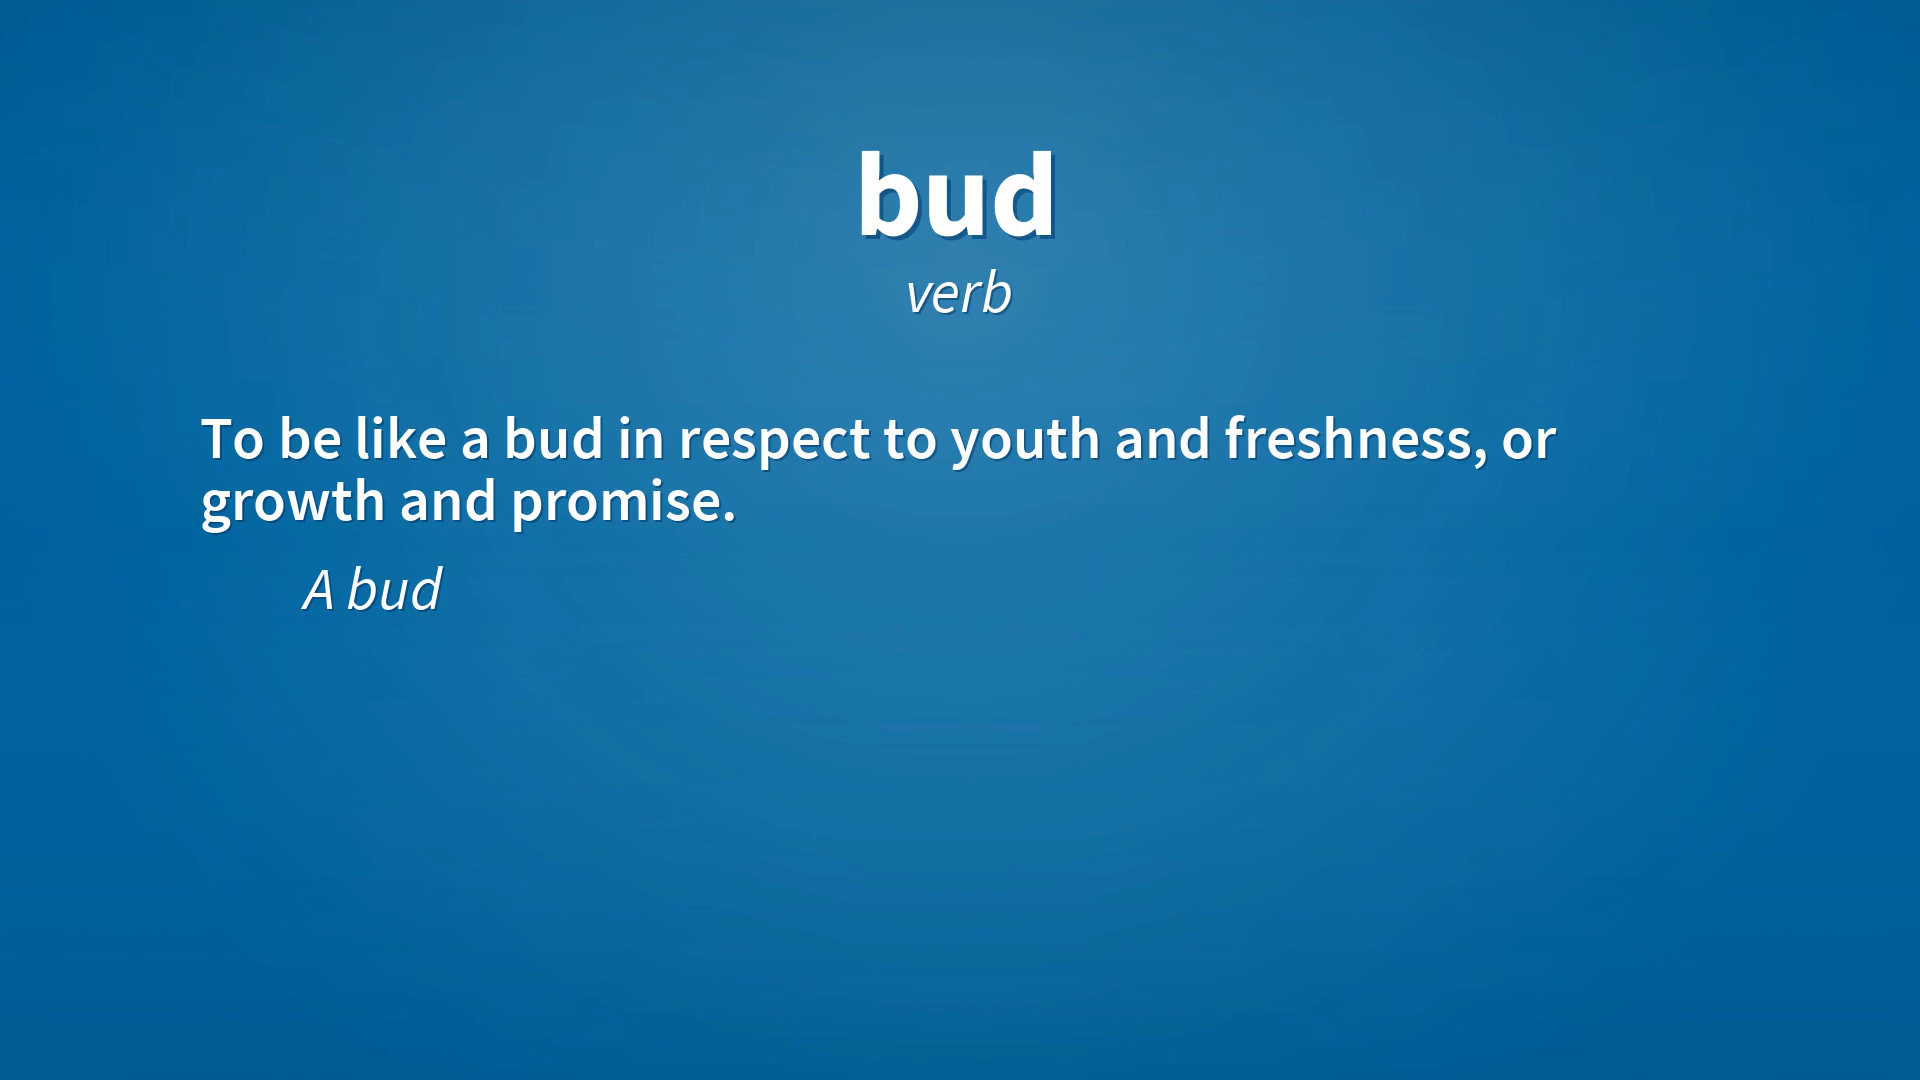 bud
verb
To be like a bud in respect to youth and freshness, or
growth and promise.
A bud